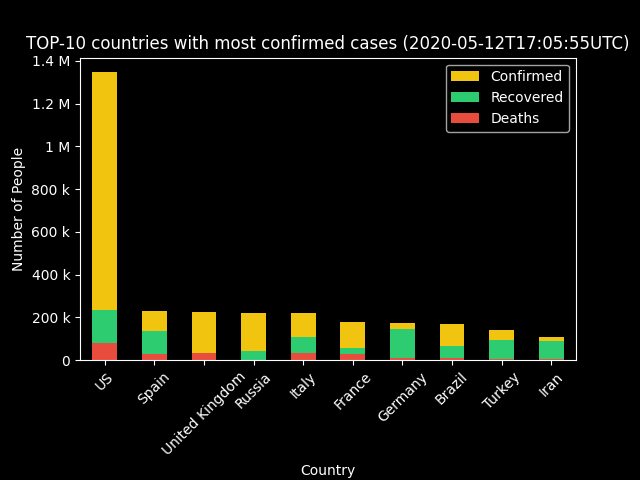 TOP-10 countries with most confirmed cases (2020-05-12T17:05:55UTC)
1.4 M
1.2 M
1 M
800 k
600 k
400 k
200 k
0
Number of People
Confirmed
Recovered
Deaths
US
Spain
United Kingdom
Russia
Italy
France
Germany
Brazil
Turkey
Iran
Country